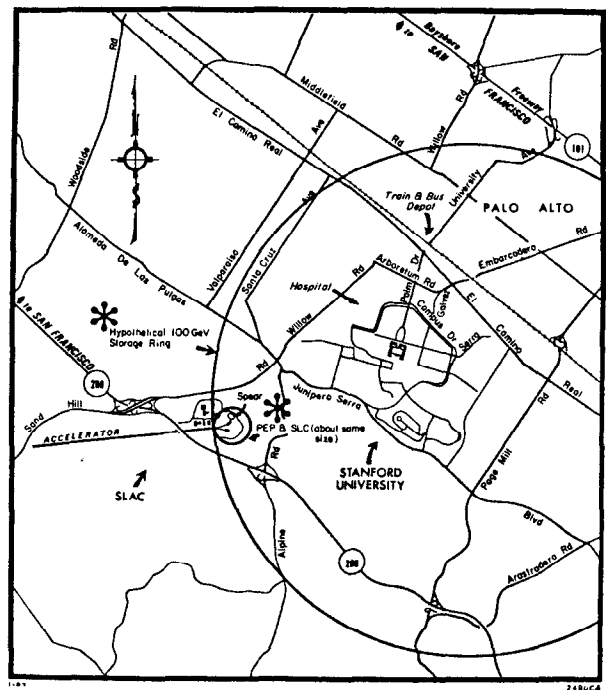 Bayshore Freeway
to SAN FRANCISCO
Woodside Rd
Middlefield Rd
El Camino Real
Willow Rd
University Ave
101
Train & Bus
Depot
PALO ALTO
Embarcadero Rd
Alameda De Las Pulgas
Valparaiso Ave
Santa Cruz Ave
Arboretum Rd
Palm Dr
Galvez
Campus Dr
Serra
El Camino Real
Hospital
Willow Rd
Hypothetical 100GeV
Storage Ring
to SAN FRANCISCO
280
Sand Hill Rd
Junipero Serra Blvd
Spear
ACCELERATOR
PEP & SLC (about same
size)
STANFORD
UNIVERSITY
SLAC
Page Mill Rd
Alpine Rd
280
Arastradero Rd